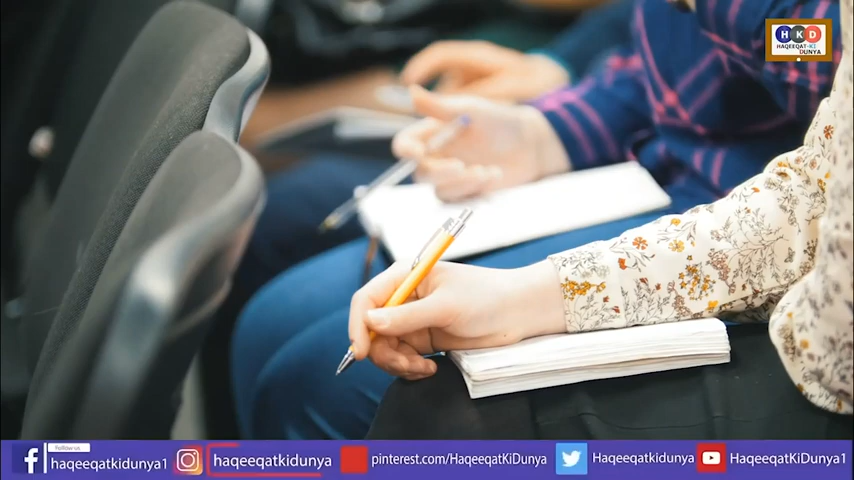 HKD
HAQEEQAT-KI
DUNYA
Follow us
haqeeqatkidunya1
haqeeqatkidunya
pinterest.com/HaqeeqatKiDunya
HaqeeqatKiDunya
HaqeeqatKiDunya1